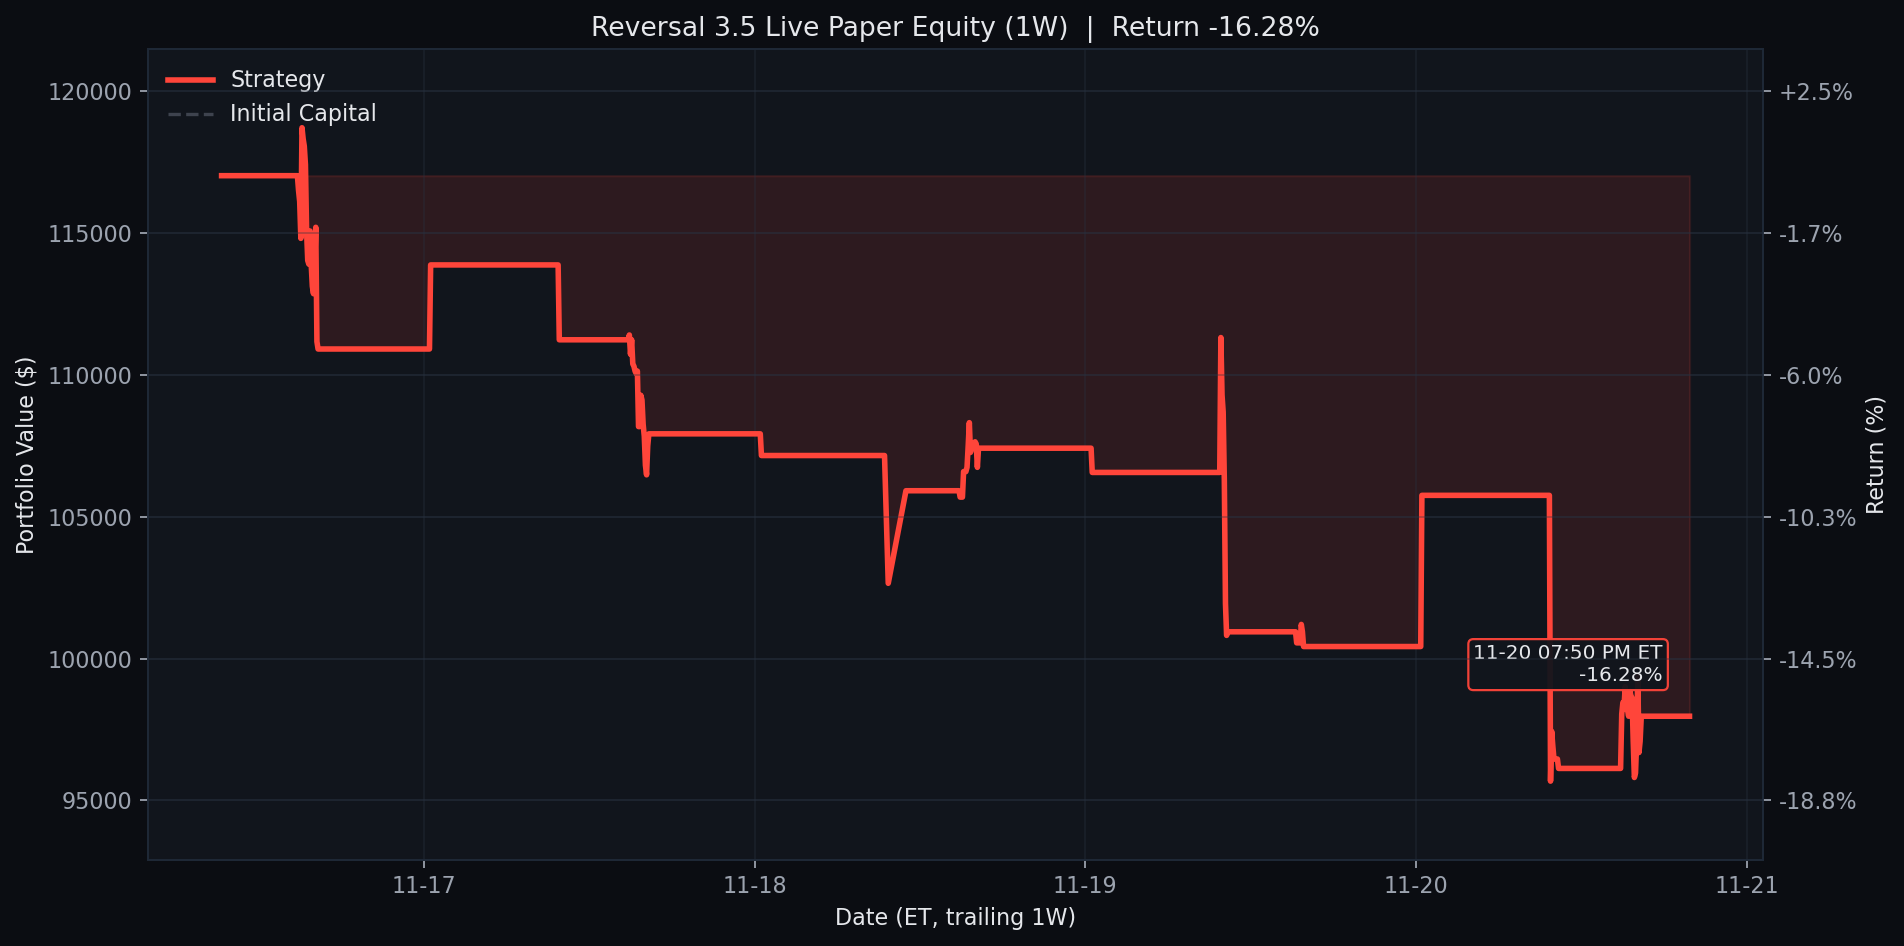 Reversal 3.5 Live Paper Equity (1W)  |  Return -16.28%
Strategy
Initial Capital
120000
115000
110000
105000
100000
95000
Portfolio Value ($)
+2.5%
-1.7%
-6.0%
-10.3%
-14.5%
-18.8%
Return (%)
11-20 07:50 PM ET
-16.28%
11-17
11-18
11-19
11-20
11-21
Date (ET, trailing 1W)